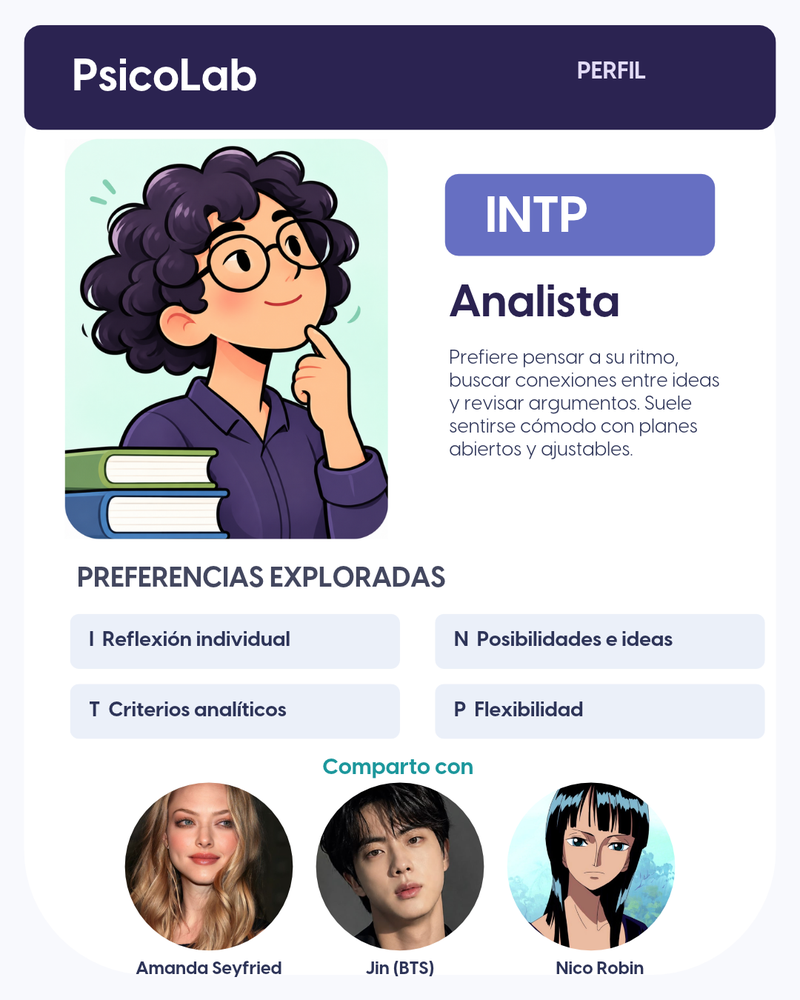 PsicoLab
PERFIL
INTP
Analista
Prefiere pensar a su ritmo,
buscar conexiones entre ideas
y revisar argumentos. Suele
sentirse cómodo con planes
abiertos y ajustables.
PREFERENCIAS EXPLORADAS
I Reflexión individual
N Posibilidades e ideas
T Criterios analíticos
P Flexibilidad
Comparto con
Amanda Seyfried
Jin (BTS)
Nico Robin